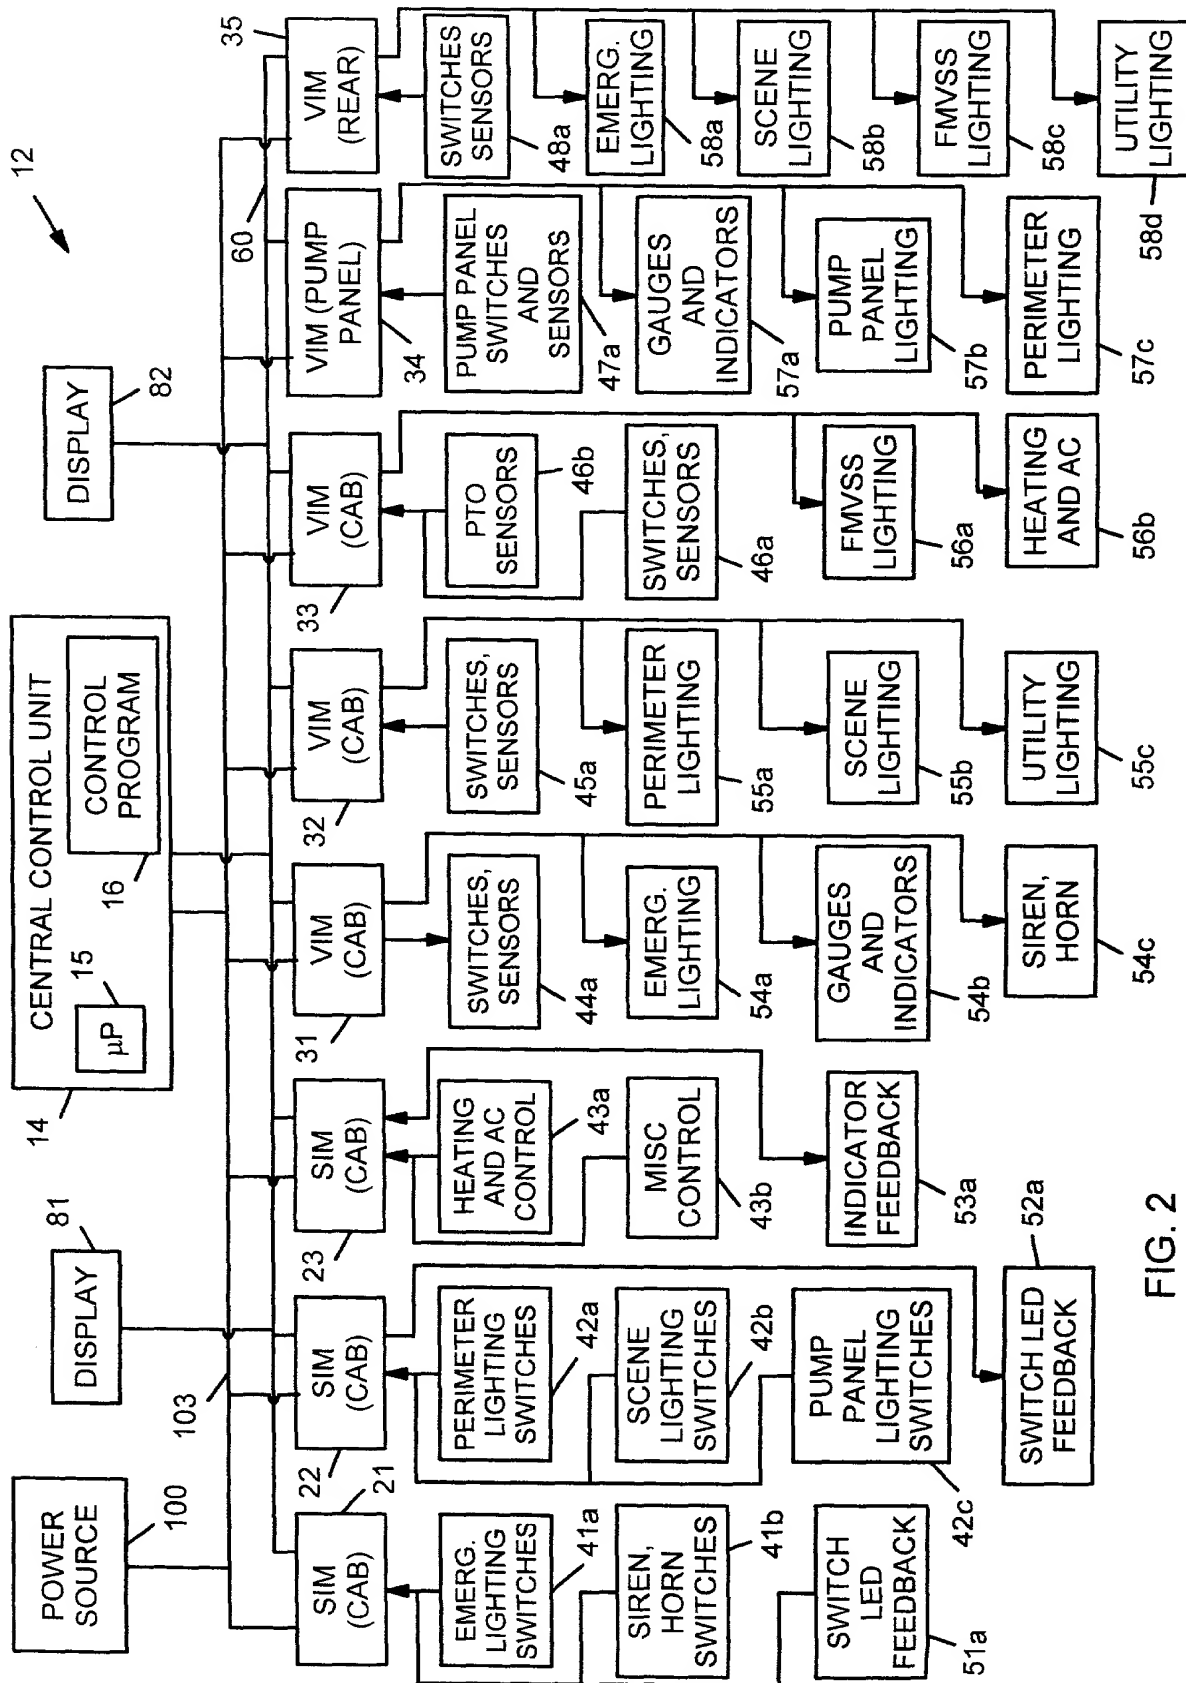 12
POWER
SOURCE
100
DISPLAY
81
CENTRAL CONTROL UNIT
14
µP
15
CONTROL
PROGRAM
16
DISPLAY
82
103
60
SIM
(CAB)
21
EMERG.
LIGHTING
SWITCHES
41a
SIREN,
HORN
SWITCHES
41b
SWITCH
LED
FEEDBACK
51a
SIM
(CAB)
22
PERIMETER
LIGHTING
SWITCHES
42a
SCENE
LIGHTING
SWITCHES
42b
PUMP
PANEL
LIGHTING
SWITCHES
42c
SWITCH LED
FEEDBACK
52a
SIM
(CAB)
23
HEATING
AND AC
CONTROL
43a
MISC
CONTROL
43b
INDICATOR
FEEDBACK
53a
VIM
(CAB)
31
SWITCHES,
SENSORS
44a
EMERG.
LIGHTING
54a
GAUGES
AND
INDICATORS
54b
SIREN,
HORN
54c
VIM
(CAB)
32
SWITCHES,
SENSORS
45a
PERIMETER
LIGHTING
55a
SCENE
LIGHTING
55b
UTILITY
LIGHTING
55c
VIM
(CAB)
33
PTO
SENSORS
46b
SWITCHES,
SENSORS
46a
FMVSS
LIGHTING
56a
HEATING
AND AC
56b
VIM (PUMP
PANEL)
34
PUMP PANEL
SWITCHES
AND
SENSORS
47a
GAUGES
AND
INDICATORS
57a
PUMP
PANEL
LIGHTING
57b
PERIMETER
LIGHTING
57c
VIM
(REAR)
35
SWITCHES
SENSORS
48a
EMERG.
LIGHTING
58a
SCENE
LIGHTING
58b
FMVSS
LIGHTING
58c
UTILITY
LIGHTING
58d
FIG. 2